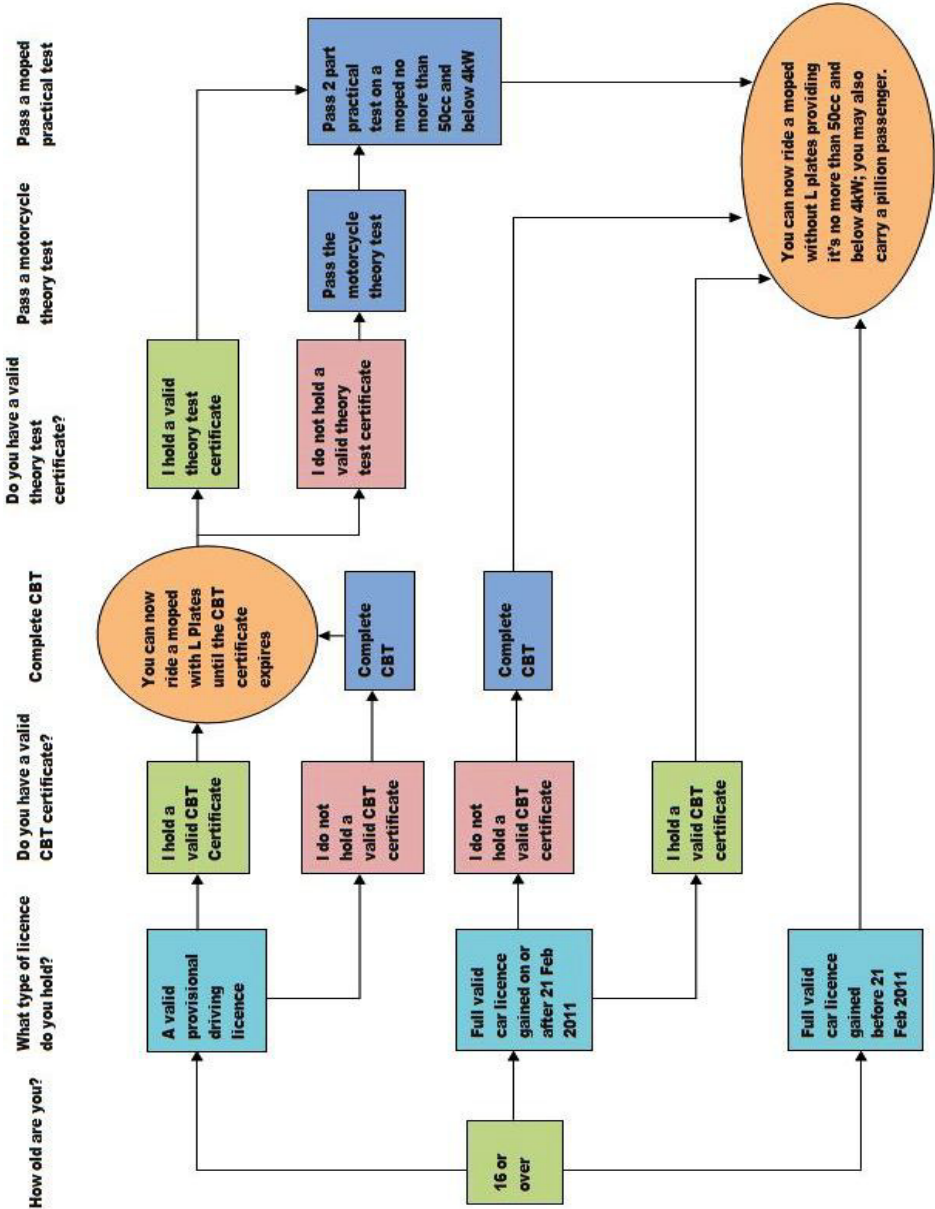 How old are you?
What type of licence
do you hold?
Do you have a valid
CBT certificate?
Complete CBT
Do you have a valid
theory test
certificate?
Pass a motorcycle
theory test
Pass a moped
practical test
16 or
over
A valid
provisional
driving
licence
I hold a
valid CBT
Certificate
You can now
ride a moped
with L Plates
until the CBT
certificate
expires
I hold a valid
theory test
certificate
I do not
hold a
valid CBT
certificate
Complete
CBT
I do not hold a
valid theory
test certificate
Pass the
motorcycle
theory test
Pass 2 part
practical
test on a
moped no
more than
50cc and
below 4kW
Full valid
car licence
gained on or
after 21 Feb
2011
I do not
hold a
valid CBT
certificate
Complete
CBT
I hold a
valid CBT
certificate
Full valid
car licence
gained
before 21
Feb 2011
You can now ride a moped
without L plates providing
it's no more than 50cc and
below 4kW; you may also
carry a pillion passenger.